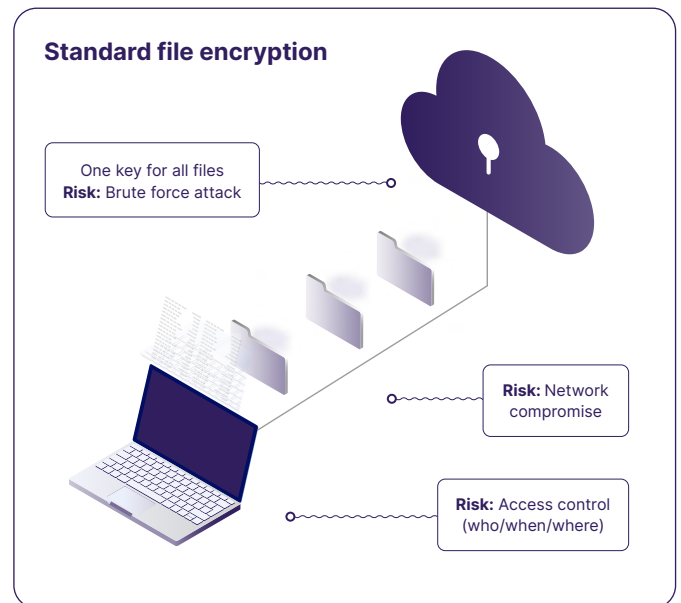 Standard file encryption
One key for all files
Risk: Brute force attack
Risk: Network
compromise
Risk: Access control
(who/when/where)